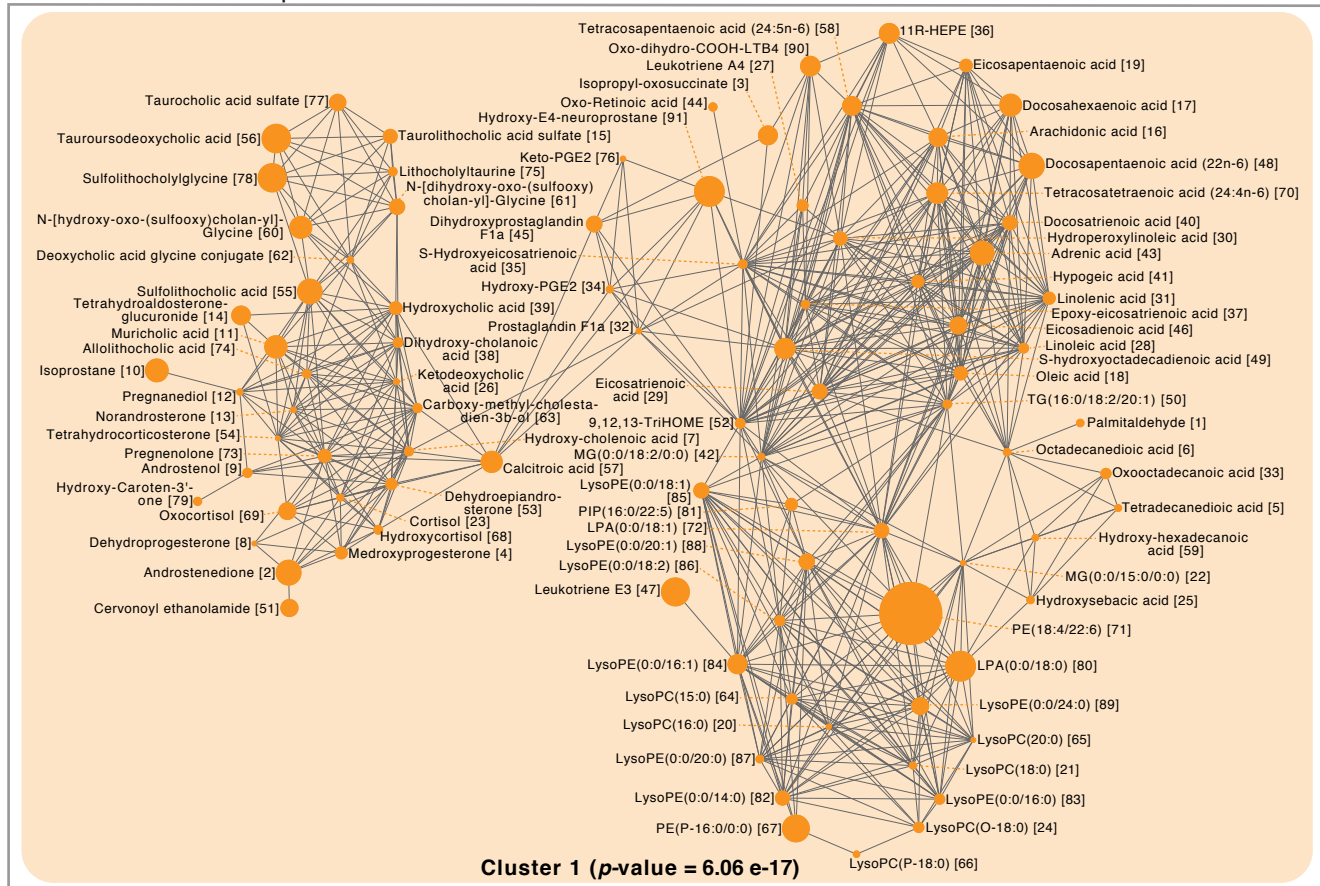 Tetracosapentaenoic acid (24:5n-6) [58]
11R-HEPE [36]
Oxo-dihydro-COOH-LTB4 [90]
Leukotriene A4 [27]
Eicosapentaenoic acid [19]
Isopropyl-oxosuccinate [3]
Taurocholic acid sulfate [77]
Oxo-Retinoic acid [44]
Docosahexaenoic acid [17]
Hydroxy-E4-neuroprostane [91]
Arachidonic acid [16]
Tauroursodeoxycholic acid [56]
Taurolithocholic acid sulfate [15]
Keto-PGE2 [76]
Docosapentaenoic acid (22n-6) [48]
Lithocholyltaurine [75]
Sulfolithocholylglycine [78]
N-[dihydroxy-oxo-(sulfooxy)
cholan-yl]-Glycine [61]
Tetracosatetraenoic acid (24:4n-6) [70]
N-[hydroxy-oxo-(sulfooxy)cholan-yl]-
Glycine [60]
Dihydroxyprostaglandin
F1a [45]
Docosatrienoic acid [40]
Hydroperoxylinoleic acid [30]
Adrenic acid [43]
Deoxycholic acid glycine conjugate [62]
S-Hydroxyeicosatrienoic
acid [35]
Hypogeic acid [41]
Sulfolithocholic acid [55]
Hydroxy-PGE2 [34]
Linolenic acid [31]
Tetrahydroaldosterone-
glucuronide [14]
Hydroxycholic acid [39]
Epoxy-eicosatrienoic [37]
Prostaglandin F1a [32]
Eicosadienoic acid [46]
Muricholic acid [11]
Dihydroxy-cholanoic
acid [38]
Linoleic acid [28]
Allolithocholic acid [74]
S-hydroxyoctadecadienoic acid [49]
Isoprostane [10]
Ketodeoxycholic
acid [26]
Eicosatrienoic
acid [29]
Oleic acid [18]
Pregnanediol [12]
Carboxy-methyl-cholesta-
dien-3b-ol [63]
TG(16:0/18:2/20:1) [50]
Norandrosterone [13]
9,12,13-TriHOME [52]
Palmitaldehyde [1]
Tetrahydrocorticosterone [54]
Hydroxy-cholenoic acid [7]
Octadecanedioic acid [6]
Pregnenolone [73]
MG(0:0/18:2/0:0) [42]
Androstenol [9]
Calcitroic acid [57]
Oxooctadecanoic acid [33]
Hydroxy-Caroten-3'-
one [79]
LysoPE(0:0/18:1)
[85]
Dehydroepiandro-
sterone [53]
Tetradecanedioic acid [5]
Oxocortisol [69]
PIP(16:0/22:5) [81]
Cortisol [23]
LPA(0:0/18:1) [72]
Hydroxycortisol [68]
Hydroxy-hexadecanoic
acid [59]
Dehydroprogesterone [8]
LysoPE(0:0/20:1) [88]
Medroxyprogesterone [4]
LysoPE(0:0/18:2) [86]
MG(0:0/15:0/0:0) [22]
Androstenedione [2]
Leukotriene E3 [47]
Hydroxysebacic acid [25]
Cervonoyl ethanolamide [51]
PE(18:4/22:6) [71]
LysoPE(0:0/16:1) [84]
LPA(0:0/18:0) [80]
LysoPC(15:0) [64]
LysoPE(0:0/24:0) [89]
LysoPC(16:0) [20]
LysoPC(20:0) [65]
LysoPE(0:0/20:0) [87]
LysoPC(18:0) [21]
LysoPE(0:0/14:0) [82]
LysoPE(0:0/16:0) [83]
PE(P-16:0/0:0) [67]
LysoPC(O-18:0) [24]
LysoPC(P-18:0) [66]
Cluster 1 (p-value = 6.06 e-17)